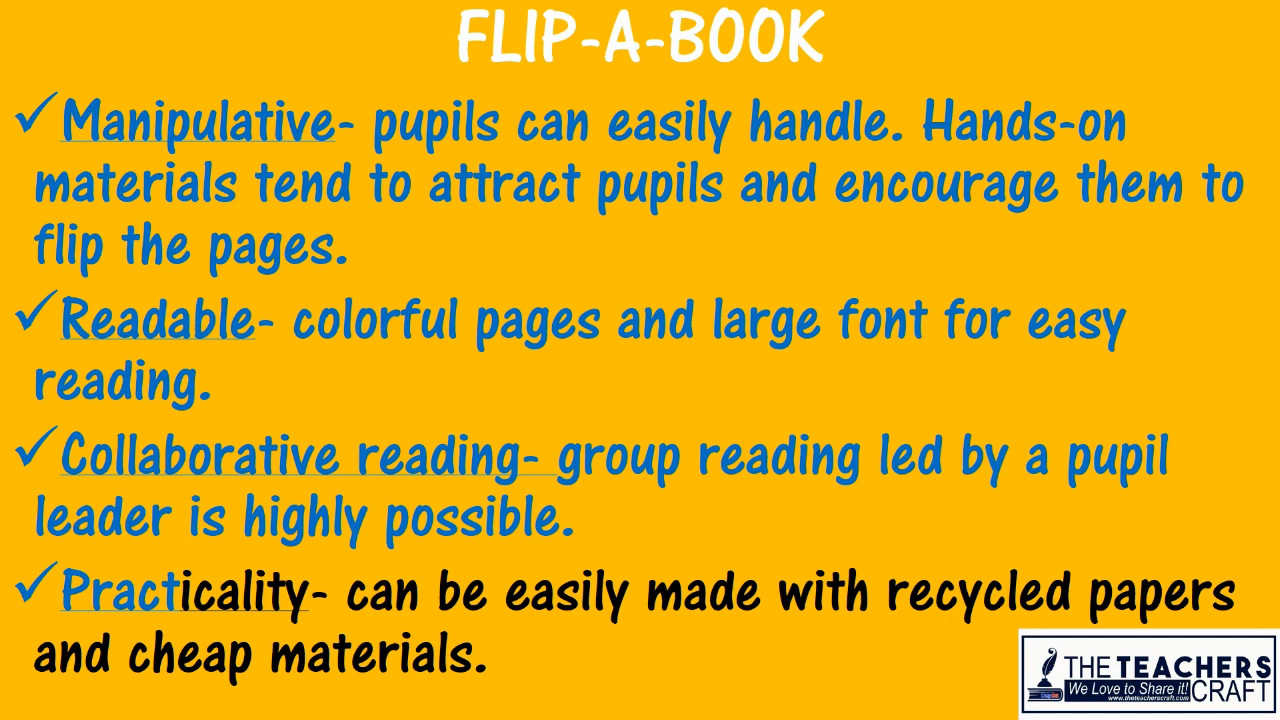 FLIP-A-BOOK
✓Manipulative- pupils can easily handle. Hands-on
materials tend to attract pupils and encourage them to
flip the pages.
✓Readable- colorful pages and large font for easy
reading.
✓Collaborative reading- group reading led by a pupil
leader is highly possible.
✓Practicality- can be easily made with recycled papers
and cheap materials.
THE TEACHERS
We Love to Share it! CRAFT
www.theteacherscraft.com